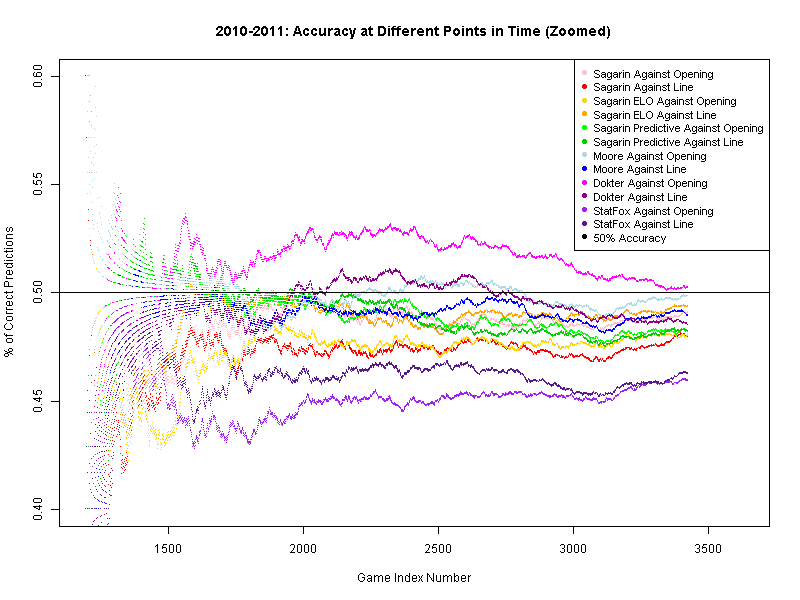 2010-2011: Accuracy at Different Points in Time (Zoomed)
% of Correct Predictions
0.60
0.55
0.50
0.45
0.40
Sagarin Against Opening
Sagarin Against Line
Sagarin ELO Against Opening
Sagarin ELO Against Line
Sagarin Predictive Against Opening
Sagarin Predictive Against Line
Moore Against Opening
Moore Against Line
Dokter Against Opening
Dokter Against Line
StatFox Against Opening
StatFox Against Line
50% Accuracy
1500 2000 2500 3000 3500
Game Index Number